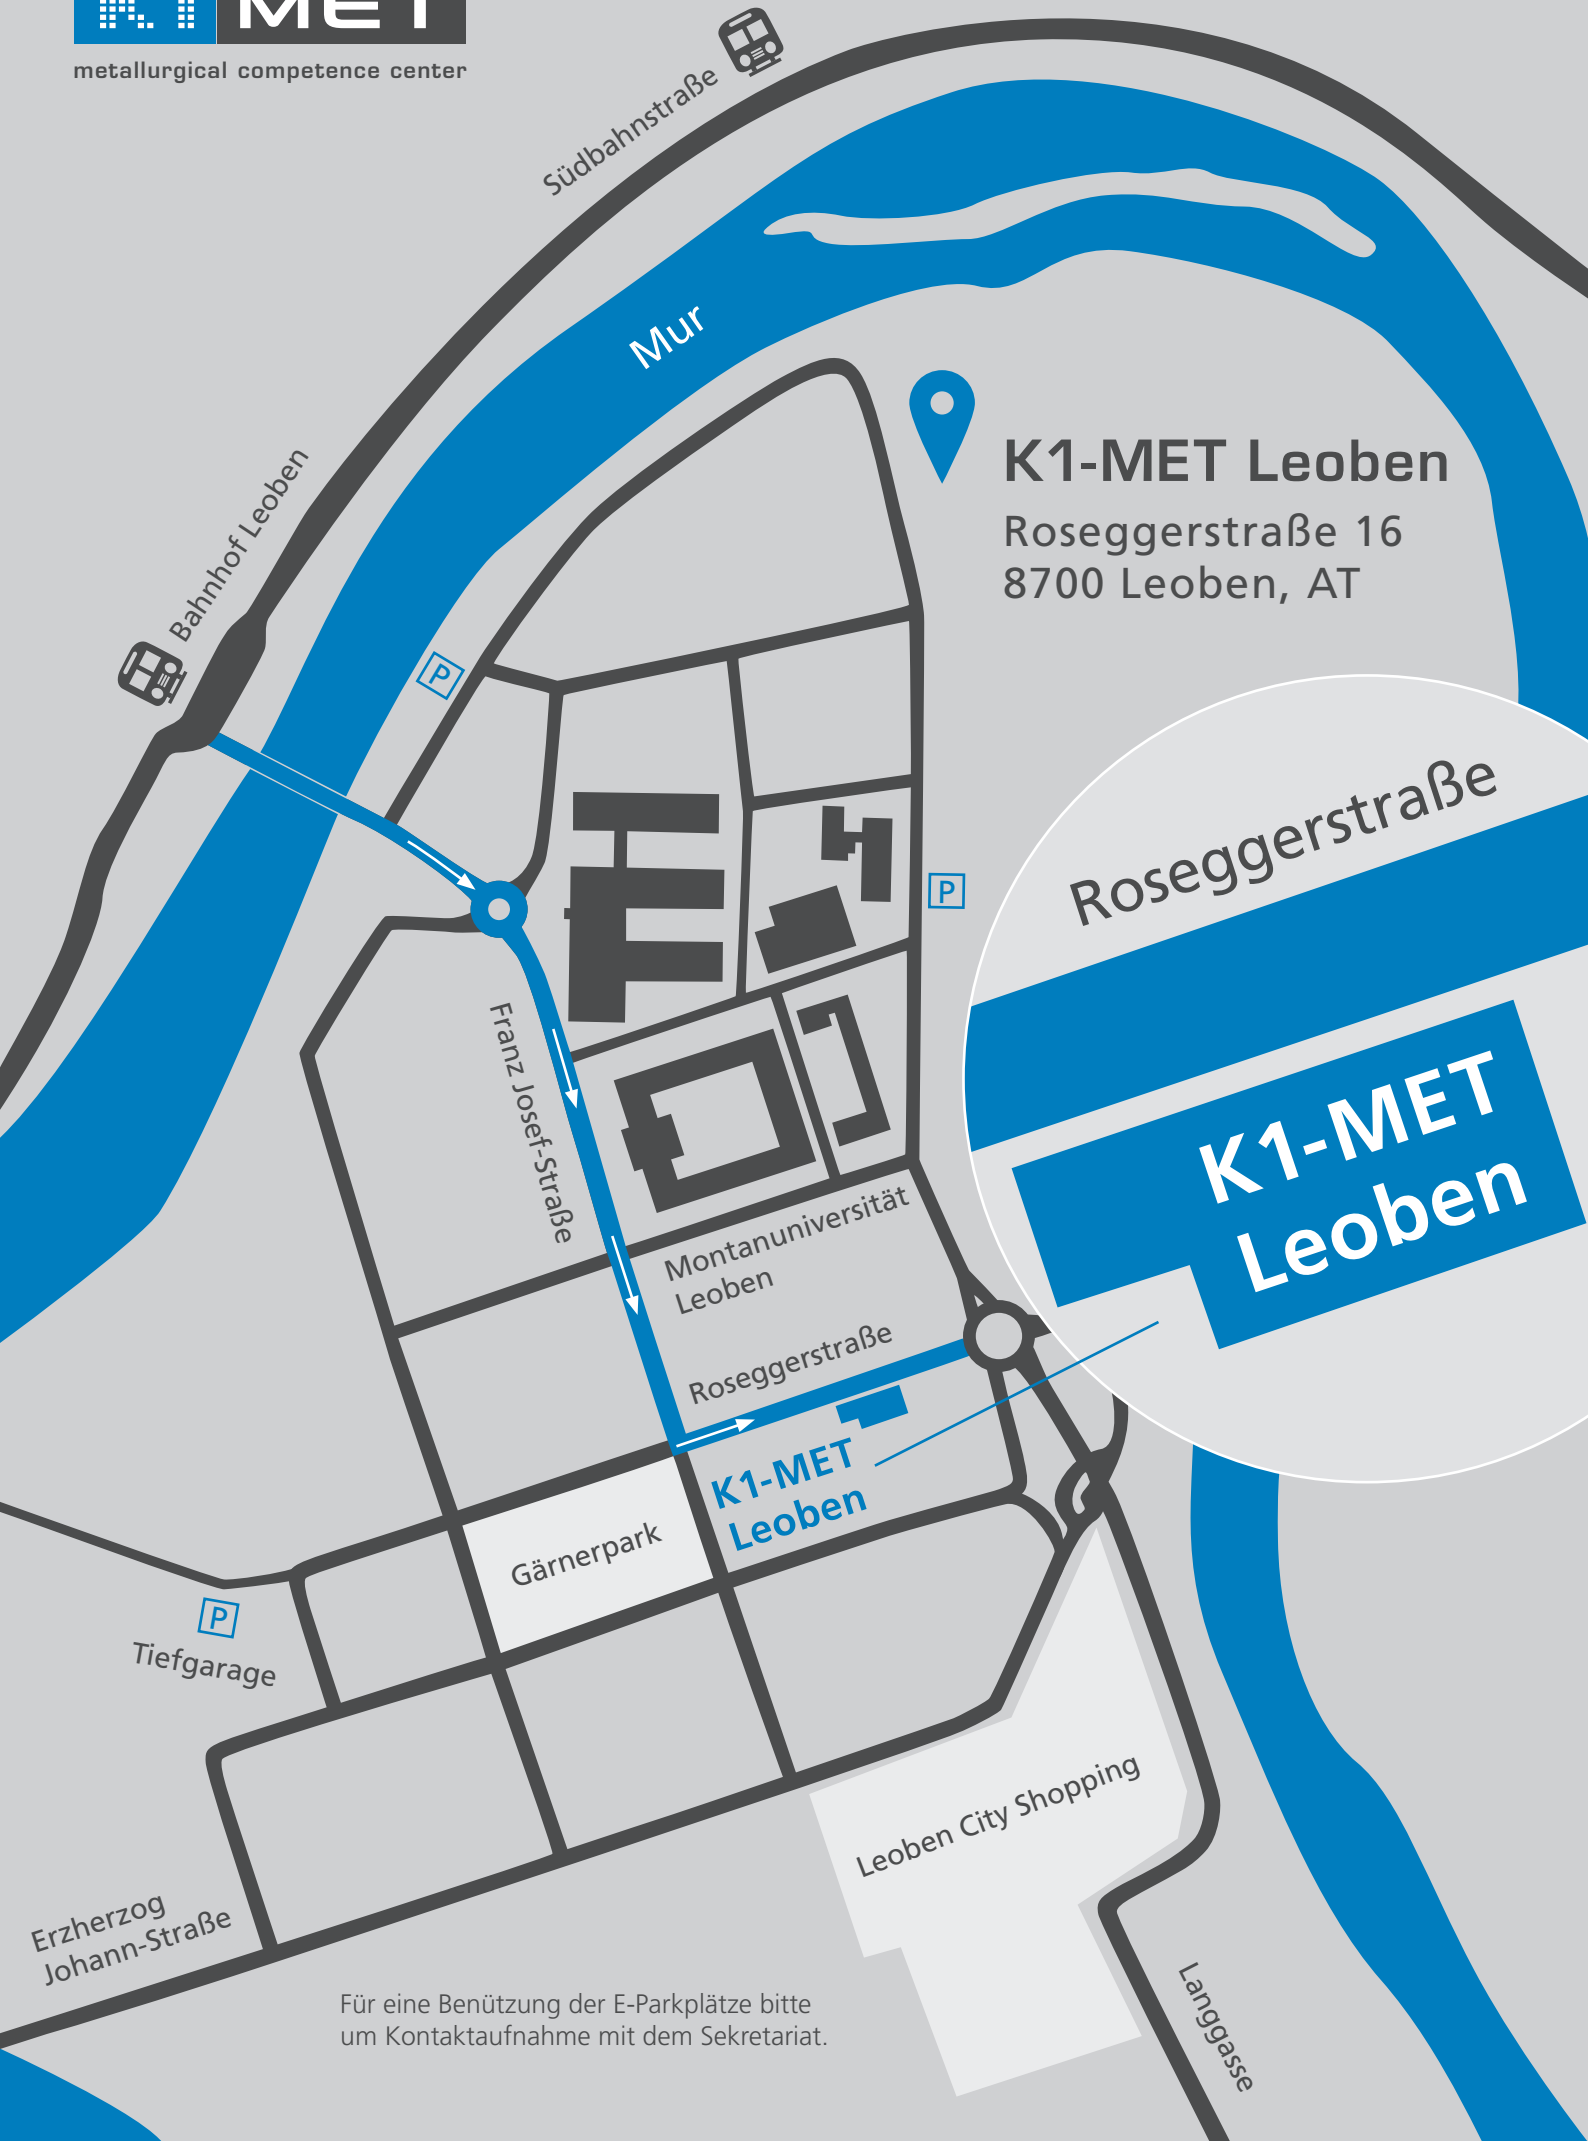 K1 MET
metallurgical competence center
Südbahnstraße
Mur
Bahnhof Leoben
K1-MET Leoben
Roseggerstraße 16
8700 Leoben, AT
P
Roseggerstraße
P
K1-MET
Leoben
Franz Josef-Straße
Montanuniversität
Leoben
Roseggerstraße
K1-MET
Leoben
Gärnerpark
P
Tiefgarage
Leoben City Shopping
Erzherzog
Johann-Straße
Langgasse
Für eine Benützung der E-Parkplätze bitte
um Kontaktaufnahme mit dem Sekretariat.